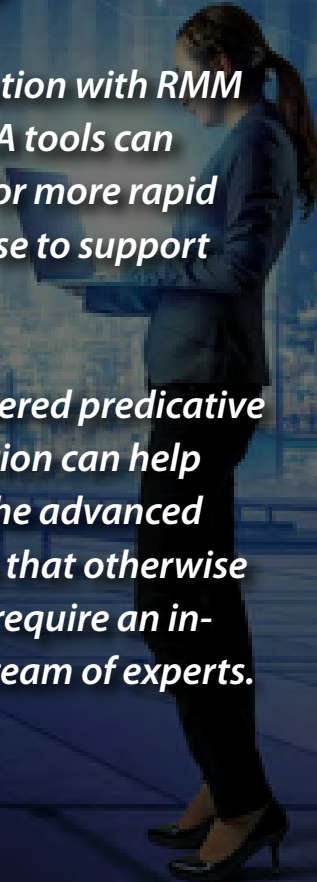 tion with RMM
A tools can
or more rapid
se to support
ered predicative
ion can help
he advanced
that otherwise
require an in-
team of experts.